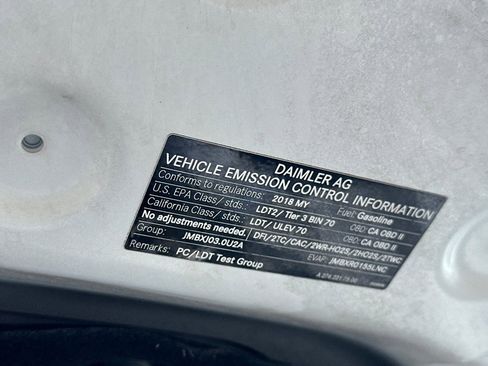 DAIMLER AG
VEHICLE EMISSION CONTROL INFORMATION
Conforms to regulations: 2018 MY Fuel: Gasoline
U.S. EPA Class/ stds.: LDT2/ Tier 3 BIN 70 OBD: CA OBD II
California Class/ stds.: LDT/ ULEV 70 OBD: CA OBD II
No adjustments needed. DFI/2TC/CAC/2WR-HO2S/2HO2S/2TWC
Group: JMBXJ03.0U2A EVAP: JMBXR0155LNC
Remarks: PC/LDT Test Group